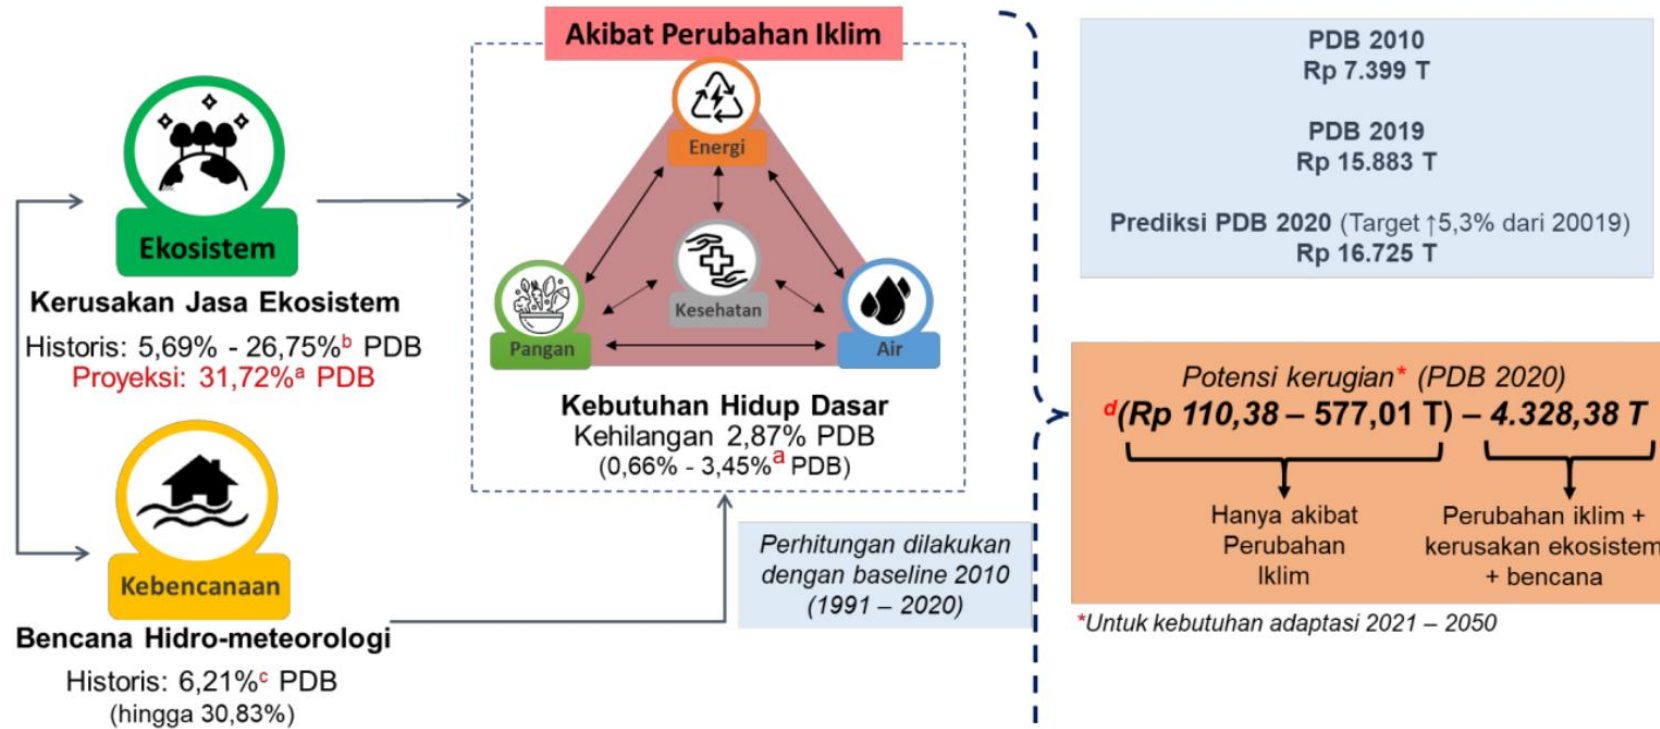 Akibat Perubahan Iklim
Energi
Kesehatan
Pangan
Air
Kebutuhan Hidup Dasar
Kehilangan 2,87% PDB
(0,66% - 3,45%a PDB)
Ekosistem
Kerusakan Jasa Ekosistem
Historis: 5,69% - 26,75%b PDB
Proyeksi: 31,72%a PDB
Kebencanaan
Bencana Hidro-meteorologi
Historis: 6,21%c PDB
(hingga 30,83%)
Perhitungan dilakukan
dengan baseline 2010
(1991 – 2020)
PDB 2010
Rp 7.399 T
PDB 2019
Rp 15.883 T
Prediksi PDB 2020 (Target ↑5,3% dari 20019)
Rp 16.725 T
Potensi kerugian* (PDB 2020)
d(Rp 110,38 – 577,01 T) – 4.328,38 T
Hanya akibat
Perubahan
Iklim
Perubahan iklim +
kerusakan ekosistem
+ bencana
*Untuk kebutuhan adaptasi 2021 – 2050